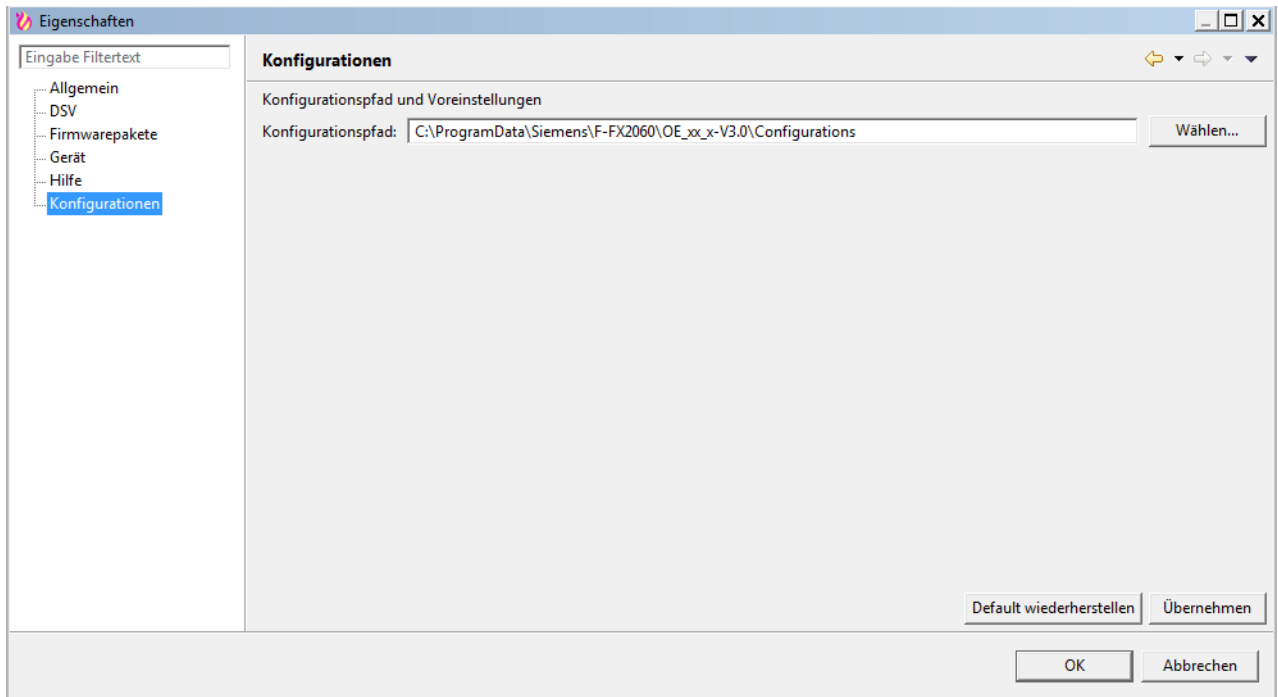 Eigenschaften
Eingabe Filtertext
Allgemein
DSV
Firmwarepakete
Gerät
Hilfe
Konfigurationen
Konfigurationen
Konfigurationspfad und Voreinstellungen
Konfigurationspfad: C:\ProgramData\Siemens\F-FX2060\OE_xx_x-V3.0\Configurations Wählen...
Default wiederherstellen Übernehmen
OK Abbrechen